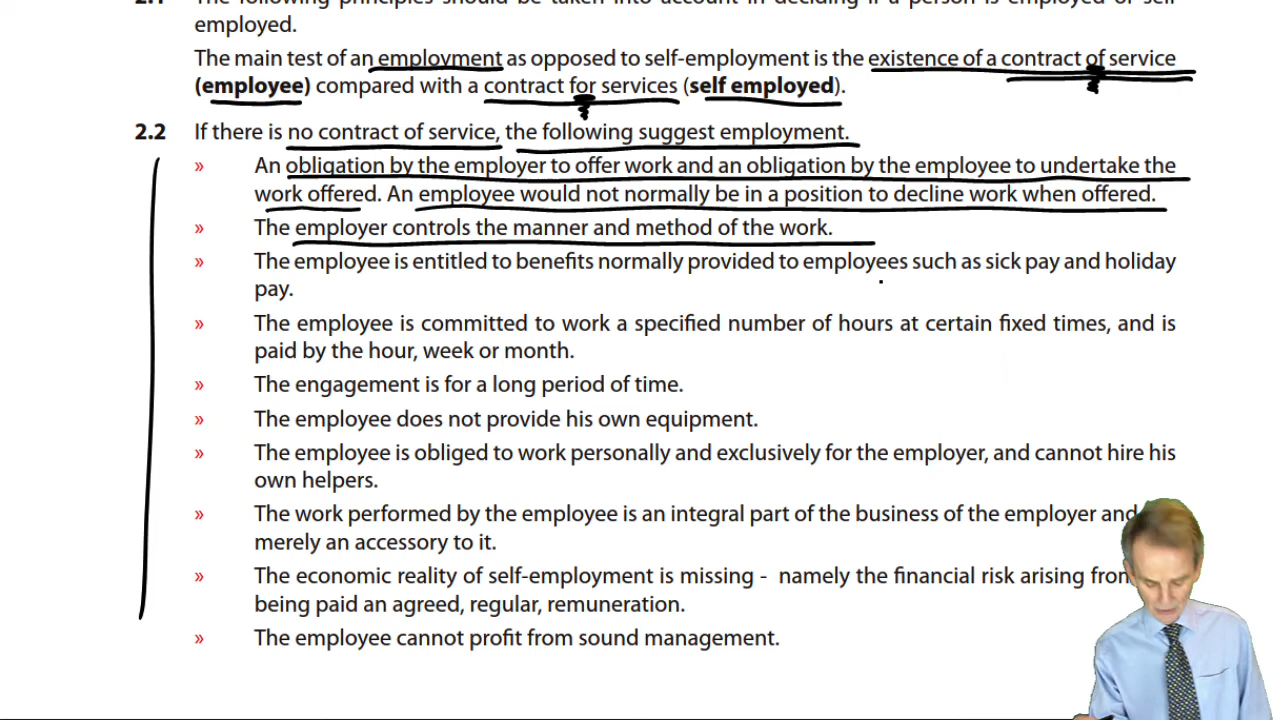 2.1 The following principles should be taken into account in deciding if a person is employed or self
employed.
The main test of an employment as opposed to self-employment is the existence of a contract of service
(employee) compared with a contract for services (self employed).
2.2 If there is no contract of service, the following suggest employment.
» An obligation by the employer to offer work and an obligation by the employee to undertake the
work offered. An employee would not normally be in a position to decline work when offered.
» The employer controls the manner and method of the work.
» The employee is entitled to benefits normally provided to employees such as sick pay and holiday
pay.
» The employee is committed to work a specified number of hours at certain fixed times, and is
paid by the hour, week or month.
» The engagement is for a long period of time.
» The employee does not provide his own equipment.
» The employee is obliged to work personally and exclusively for the employer, and cannot hire his
own helpers.
» The work performed by the employee is an integral part of the business of the employer and
merely an accessory to it.
» The economic reality of self-employment is missing - namely the financial risk arising from
being paid an agreed, regular, remuneration.
» The employee cannot profit from sound management.